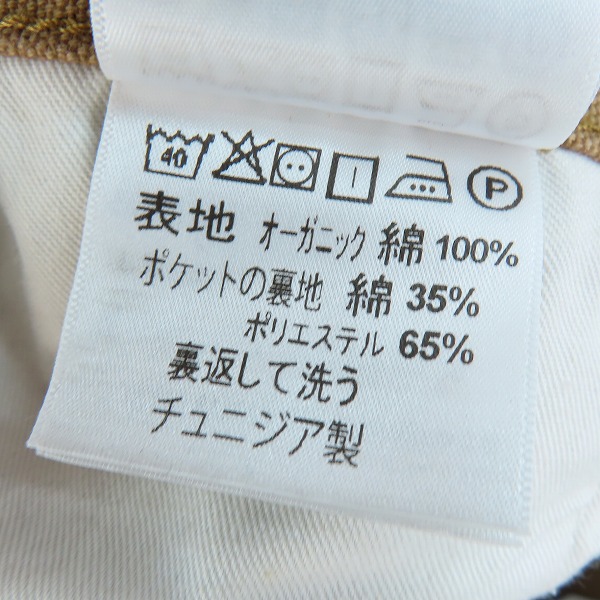 40 P
表地 オーガニック 綿 100%
ポケットの裏地 綿 35%
ポリエステル 65%
裏返して洗う
チュニジア製